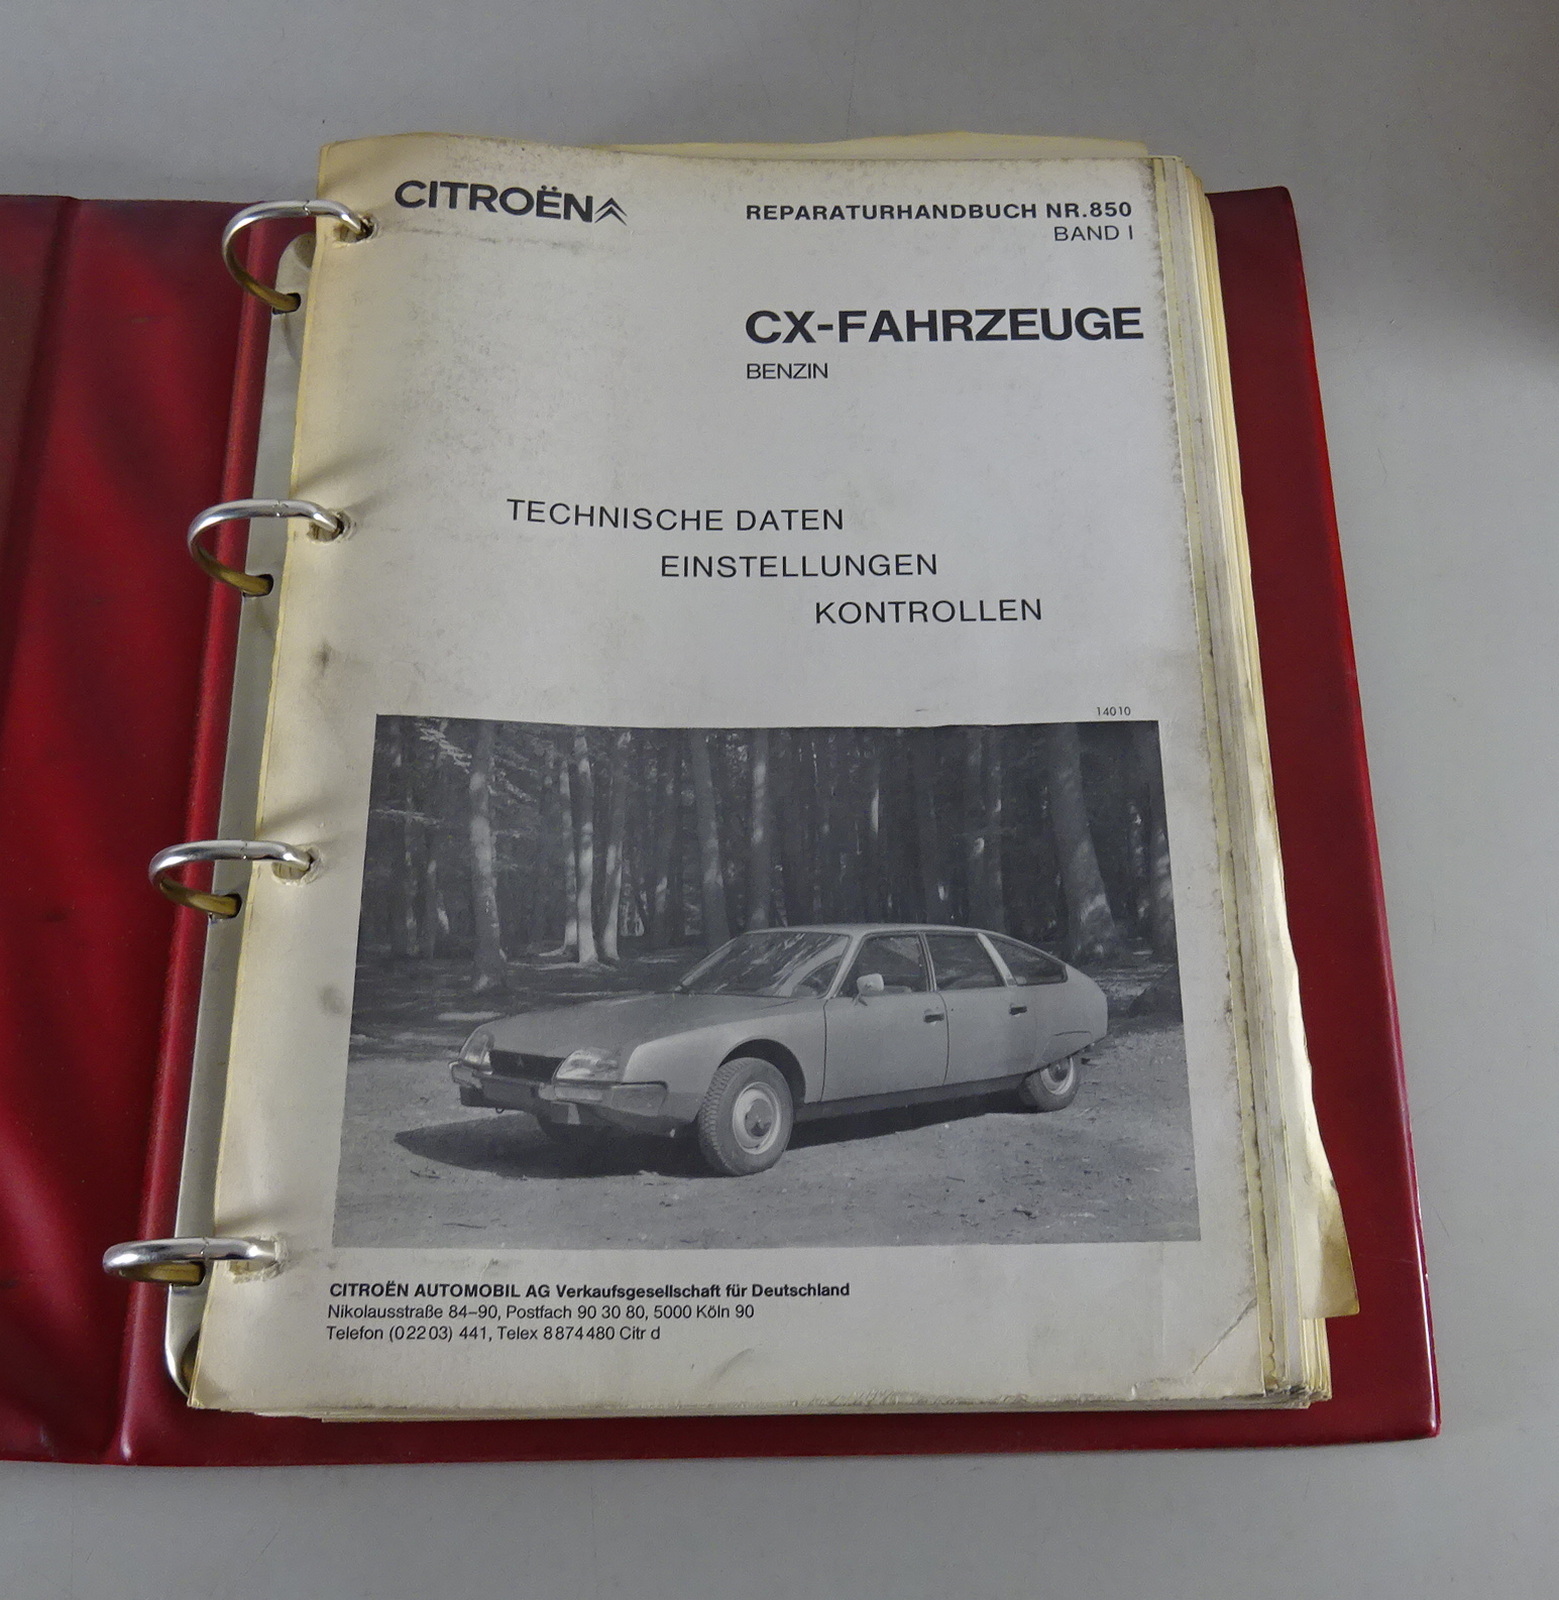 CITROËN
REPARATURHANDBUCH NR.850
BAND I
CX-FAHRZEUGE
BENZIN
TECHNISCHE DATEN
EINSTELLUNGEN
KONTROLLEN
14010
CITROËN AUTOMOBIL AG Verkaufsgesellschaft für Deutschland
Nikolausstraße 84–90, Postfach 90 30 80, 5000 Köln 90
Telefon (02203) 441, Telex 8874480 Citr d